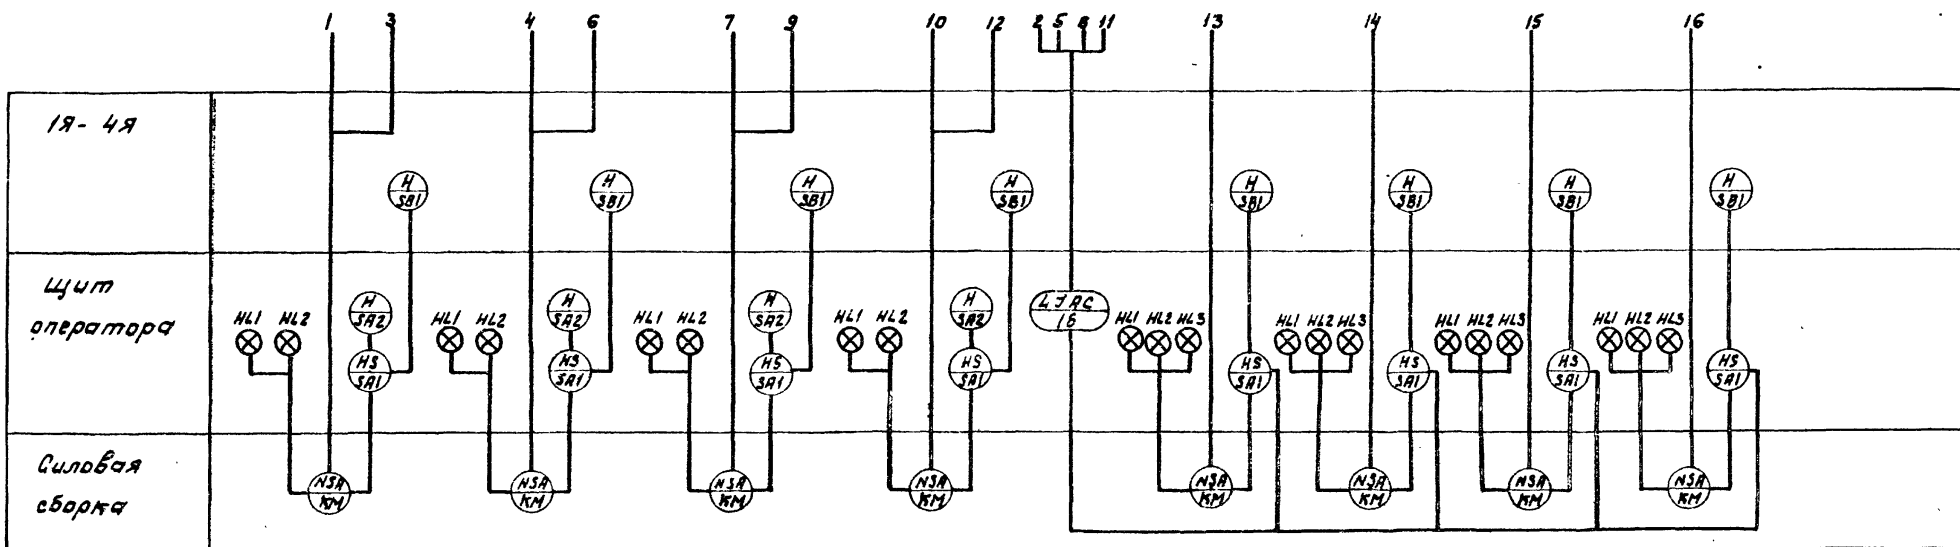 1 3 4 6 7 9 10 12 2 5 8 11 13 14 15 16
1Я - 4Я
H H H H H H H H
SB1 SB1 SB1 SB1 SB1 SB1 SB1 SB1
Щит
оператора
H H H H
SA2 SA2 SA2 SA2
HL1 HL2 HL1 HL2 HL1 HL2 HL1 HL2 HL1 HL2 HL3 HL1 HL2 HL3 HL1 HL2 HL3 HL1 HL2 HL3
16
HS HS HS HS HS HS HS HS
SA1 SA1 SA1 SA1 SA1 SA1 SA1 SA1
Силовая
сборка
NSA NSA NSA NSA NSA NSA NSA NSA
KM KM KM KM KM KM KM KM